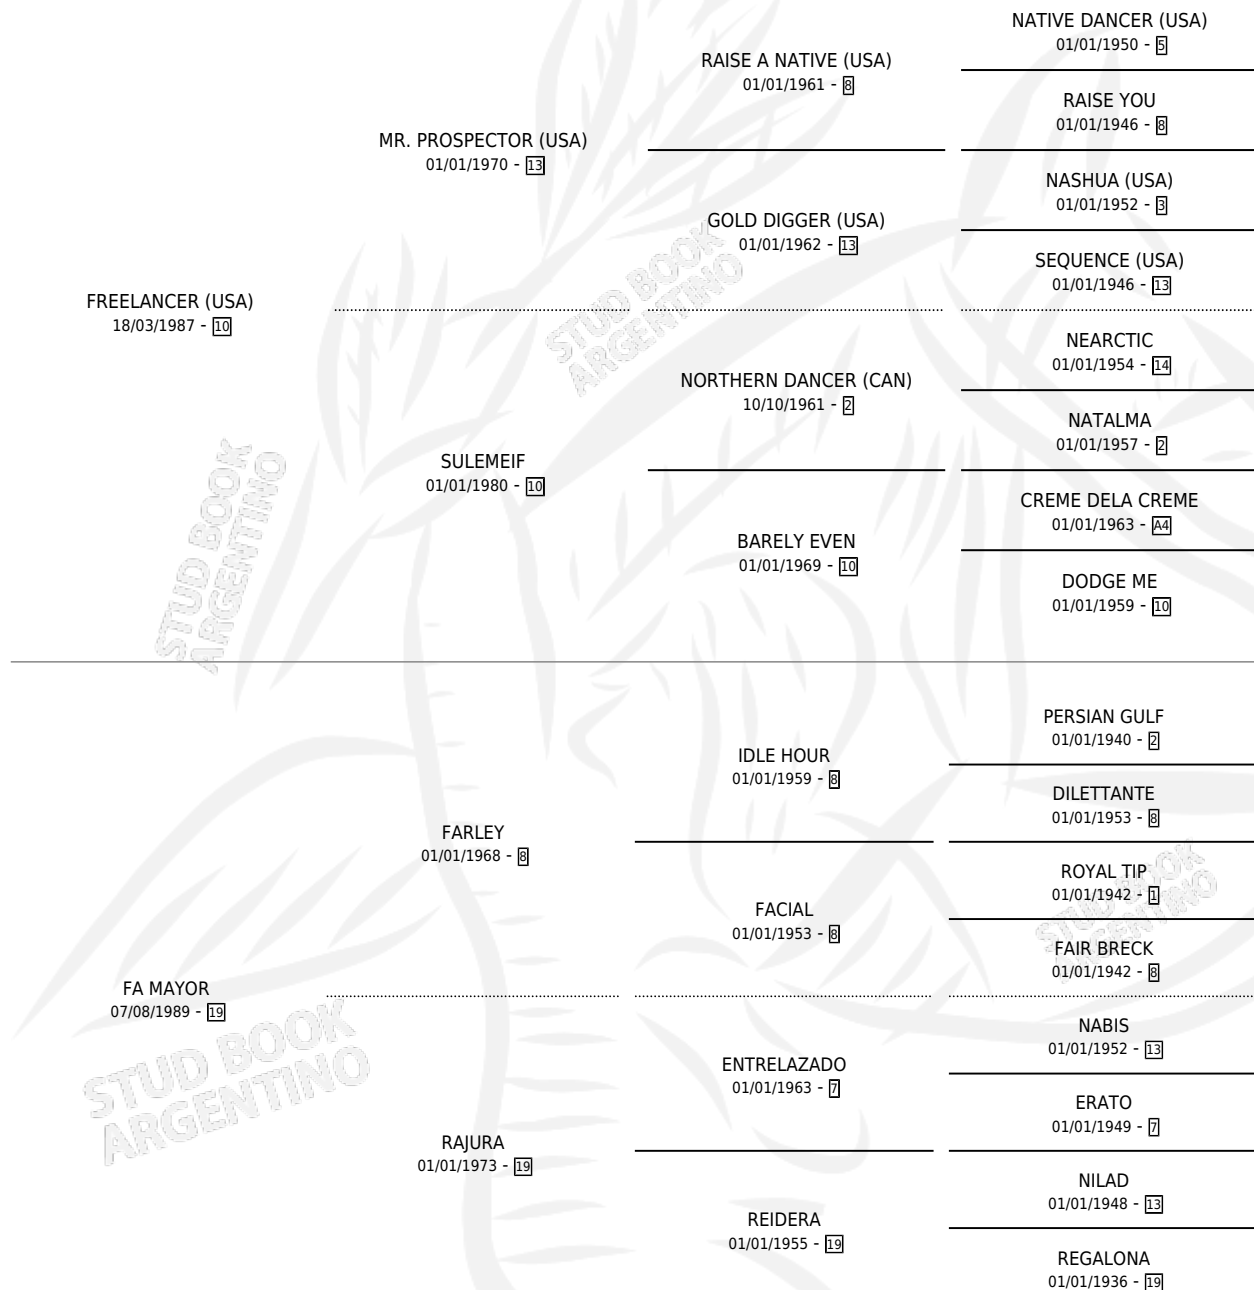 NATIVE DANCER (USA)
01/01/1950 - 5
RAISE A NATIVE (USA)
01/01/1961 - 8
RAISE YOU
01/01/1946 - 8
MR. PROSPECTOR (USA)
01/01/1970 - 13
NASHUA (USA)
01/01/1952 - 3
GOLD DIGGER (USA)
01/01/1962 - 13
SEQUENCE (USA)
01/01/1946 - 13
FREELANCER (USA)
18/03/1987 - 10
STUD BOOK
ARGENTINO
NEARCTIC
01/01/1954 - 14
NORTHERN DANCER (CAN)
10/10/1961 - 2
NATALMA
01/01/1957 - 2
SULEMEIF
01/01/1980 - 10
CREME DELA CREME
01/01/1963 - A4
BARELY EVEN
01/01/1969 - 10
DODGE ME
01/01/1959 - 10
STUD BOOK
ARGENTINO
PERSIAN GULF
01/01/1940 - 2
IDLE HOUR
01/01/1959 - 8
DILETTANTE
01/01/1953 - 8
FARLEY
01/01/1968 - 8
ROYAL TIP
01/01/1942 - 1
FACIAL
01/01/1953 - 8
FAIR BRECK
01/01/1942 - 8
STUD BOOK
ARGENTINO
FA MAYOR
07/08/1989 - 19
NABIS
01/01/1952 - 13
ENTRELAZADO
01/01/1963 - 7
ERATO
01/01/1949 - 7
STUD BOOK
ARGENTINO
RAJURA
01/01/1973 - 19
NILAD
01/01/1948 - 13
REIDERA
01/01/1955 - 19
REGALONA
01/01/1936 - 19